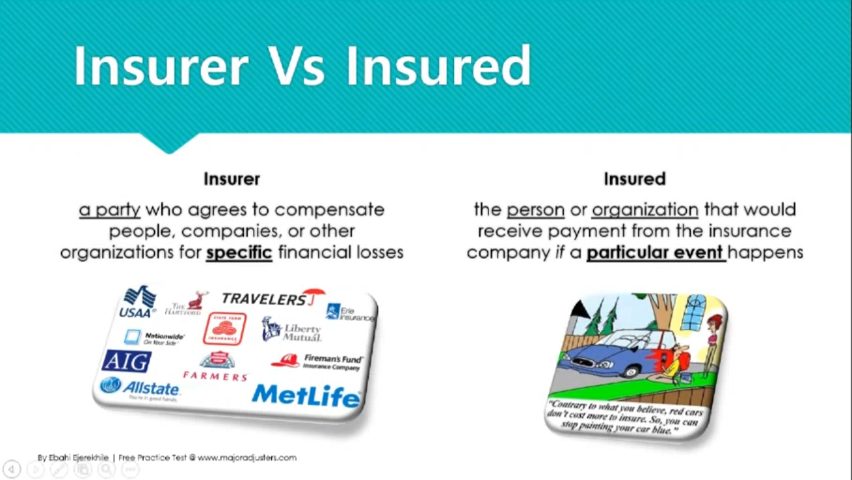 Insurer Vs Insured
Insurer
a party who agrees to compensate
people, companies, or other
organizations for specific financial losses
Insured
the person or organization that would
receive payment from the insurance
company if a particular event happens
USAA
THE
HARTFORD
TRAVELERS
Erie
Insurance
Nationwide
On Your Side
STATE FARM
INSURANCE
Liberty
Mutual
AIG
FARMERS
Fireman's Fund
Insurance Company
Allstate
You're in good hands.
MetLife
"Contrary to what you believe, red cars
don't cost more to insure. So, you can
stop painting your car blue."
By Ebahi Ejerekhile | Free Practice Test @ www.majoradjusters.com